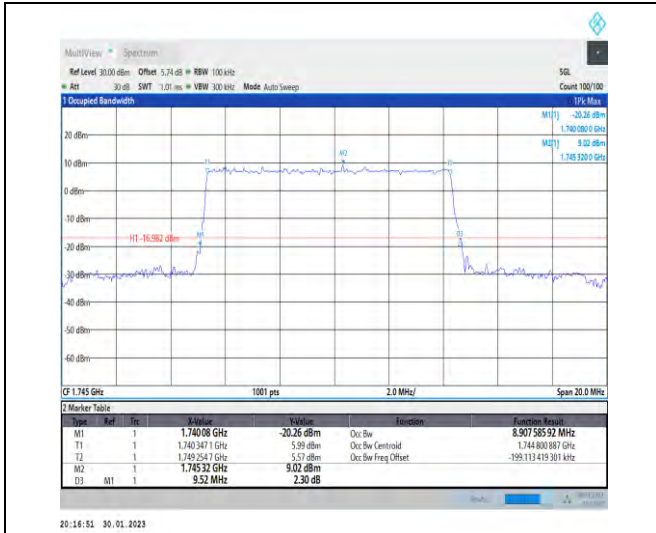 MultiView Spectrum
Ref Level 30.00 dBm Offset 5.74 dB RBW 100 kHz SGL
Att 30 dB SWT 1.01 ms VBW 300 kHz Mode Auto Sweep Count 100/100
1 Occupied Bandwidth 1Pk Max
M1[1] -20.26 dBm
1.740 080 0 GHz
M2[1] 9.02 dBm
1.745 320 0 GHz
20 dBm
10 dBm
0 dBm
-10 dBm
-20 dBm
-30 dBm
-40 dBm
-50 dBm
-60 dBm
T1
M2
T2
H1 -16.982 dBm
M1
D3
CF 1.745 GHz 1001 pts 2.0 MHz/ Span 20.0 MHz
2 Marker Table
Type Ref Trc X-Value Y-Value Function Function Result
M1 1 1.740 08 GHz -20.26 dBm Occ Bw 8.907 585 92 MHz
T1 1 1.740 347 1 GHz 5.99 dBm Occ Bw Centroid 1.744 800 887 GHz
T2 1 1.749 254 7 GHz 5.57 dBm Occ Bw Freq Offset -199.113 419 301 kHz
M2 1 1.745 32 GHz 9.02 dBm
D3 M1 1 9.52 MHz 2.30 dB
20:16:51 30.01.2023